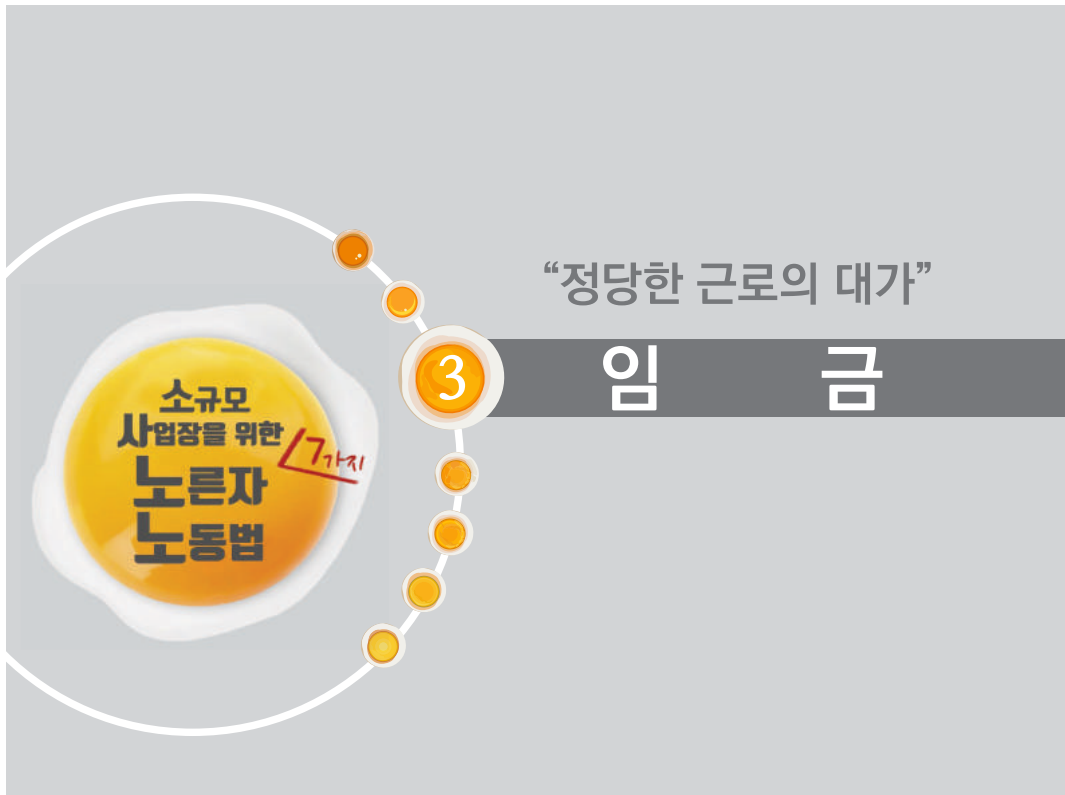 “정당한 근로의 대가”
3
임 금
소규모
사업장을 위한
7가지
노른자
노동법